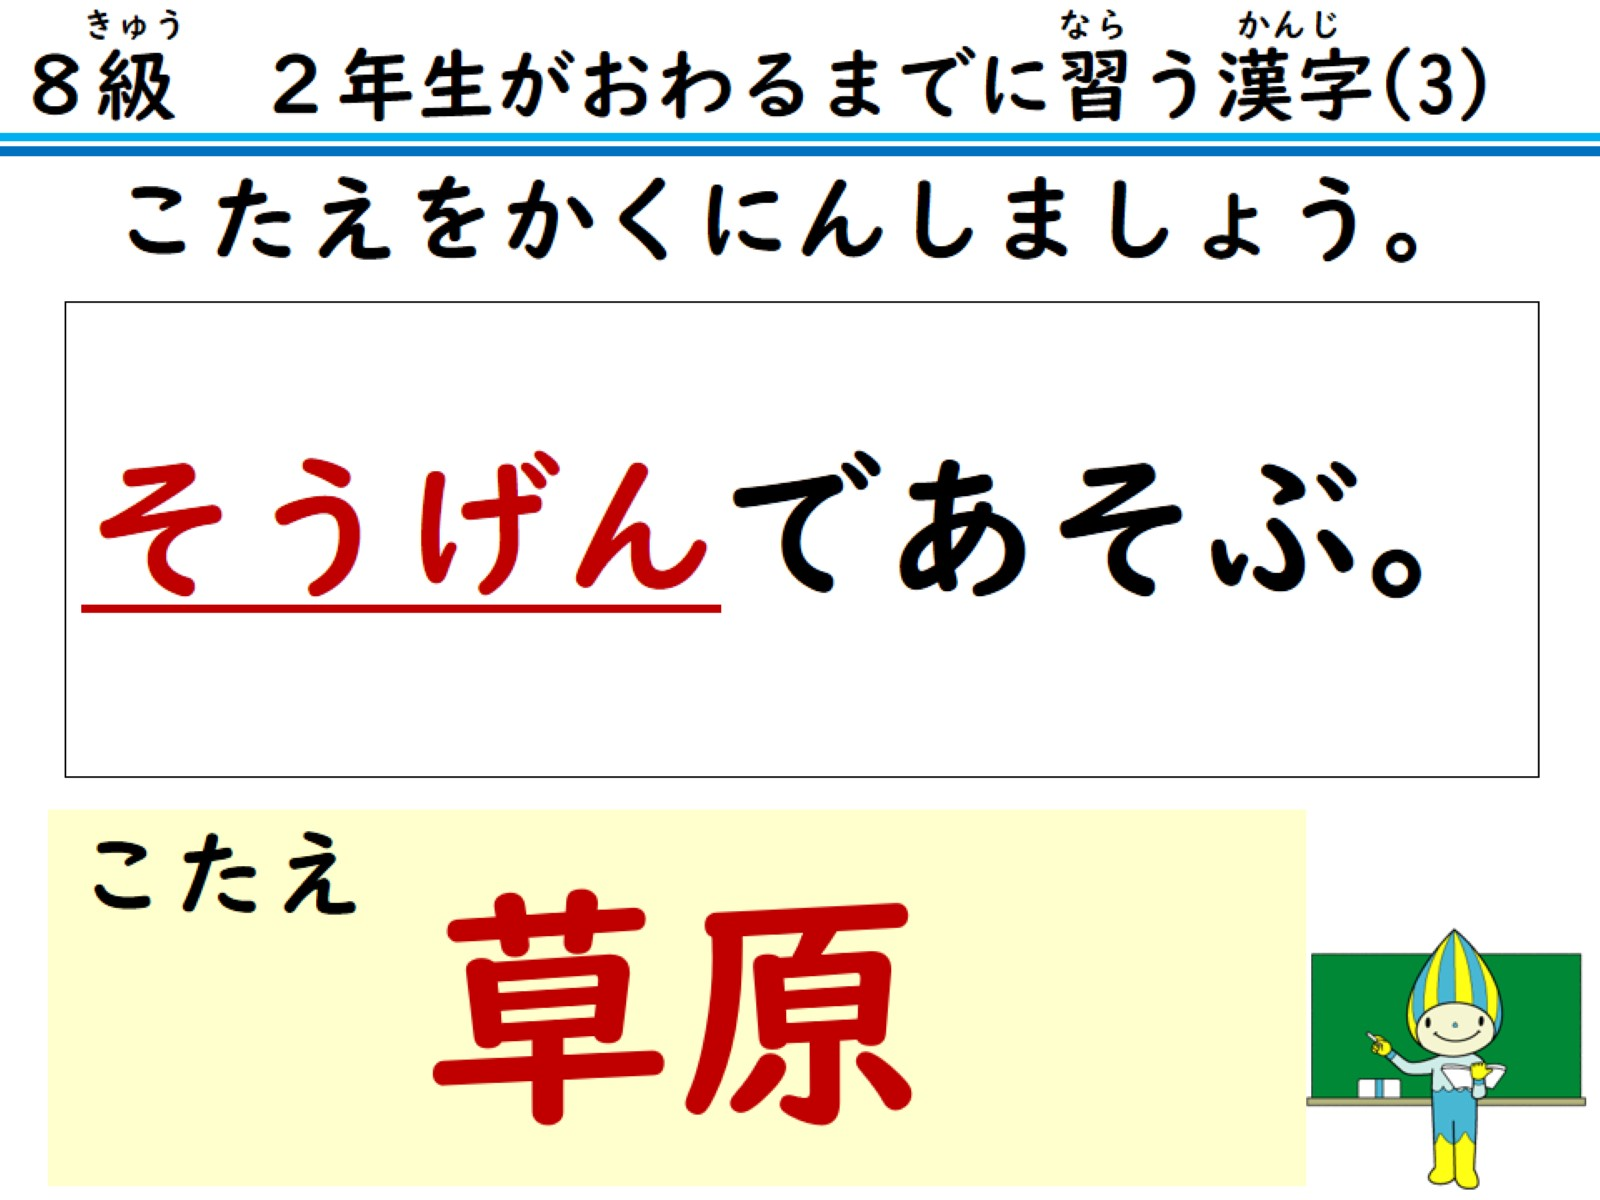 きゅう なら かんじ
８級 ２年生がおわるまでに習う漢字(3)
こたえをかくにんしましょう。
そうげんであそぶ。
こたえ
草原